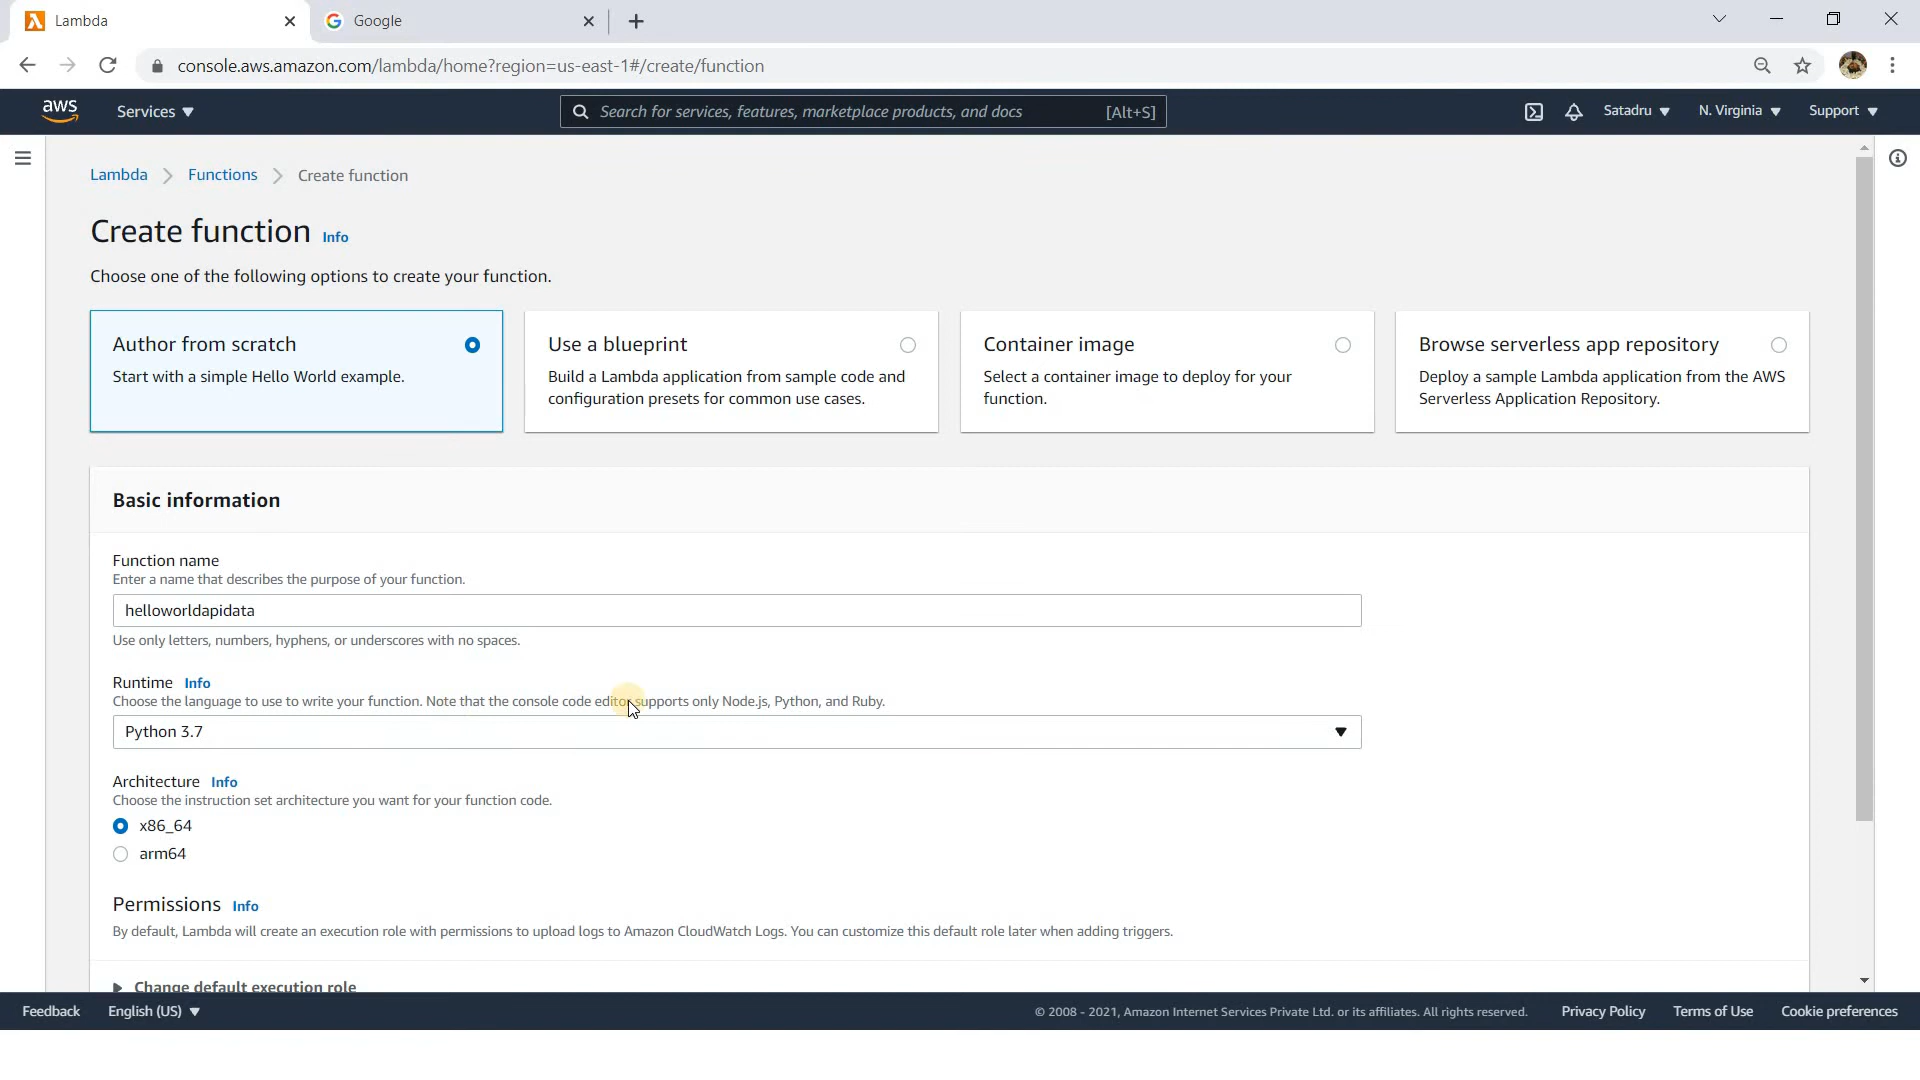 Lambda
Google
console.aws.amazon.com/lambda/home?region=us-east-1#/create/function
aws
Services
Search for services, features, marketplace products, and docs [Alt+S]
Satadru
N. Virginia
Support
Lambda
Functions
Create function
Create function Info
Choose one of the following options to create your function.
Author from scratch
Start with a simple Hello World example.
Use a blueprint
Build a Lambda application from sample code and
configuration presets for common use cases.
Container image
Select a container image to deploy for your
function.
Browse serverless app repository
Deploy a sample Lambda application from the AWS
Serverless Application Repository.
Basic information
Function name
Enter a name that describes the purpose of your function.
helloworldapidata
Use only letters, numbers, hyphens, or underscores with no spaces.
Runtime Info
Choose the language to use to write your function. Note that the console code editor supports only Node.js, Python, and Ruby.
Python 3.7
Architecture Info
Choose the instruction set architecture you want for your function code.
x86_64
arm64
Permissions Info
By default, Lambda will create an execution role with permissions to upload logs to Amazon CloudWatch Logs. You can customize this default role later when adding triggers.
Change default execution role
Feedback
English (US)
© 2008 - 2021, Amazon Internet Services Private Ltd. or its affiliates. All rights reserved.
Privacy Policy
Terms of Use
Cookie preferences